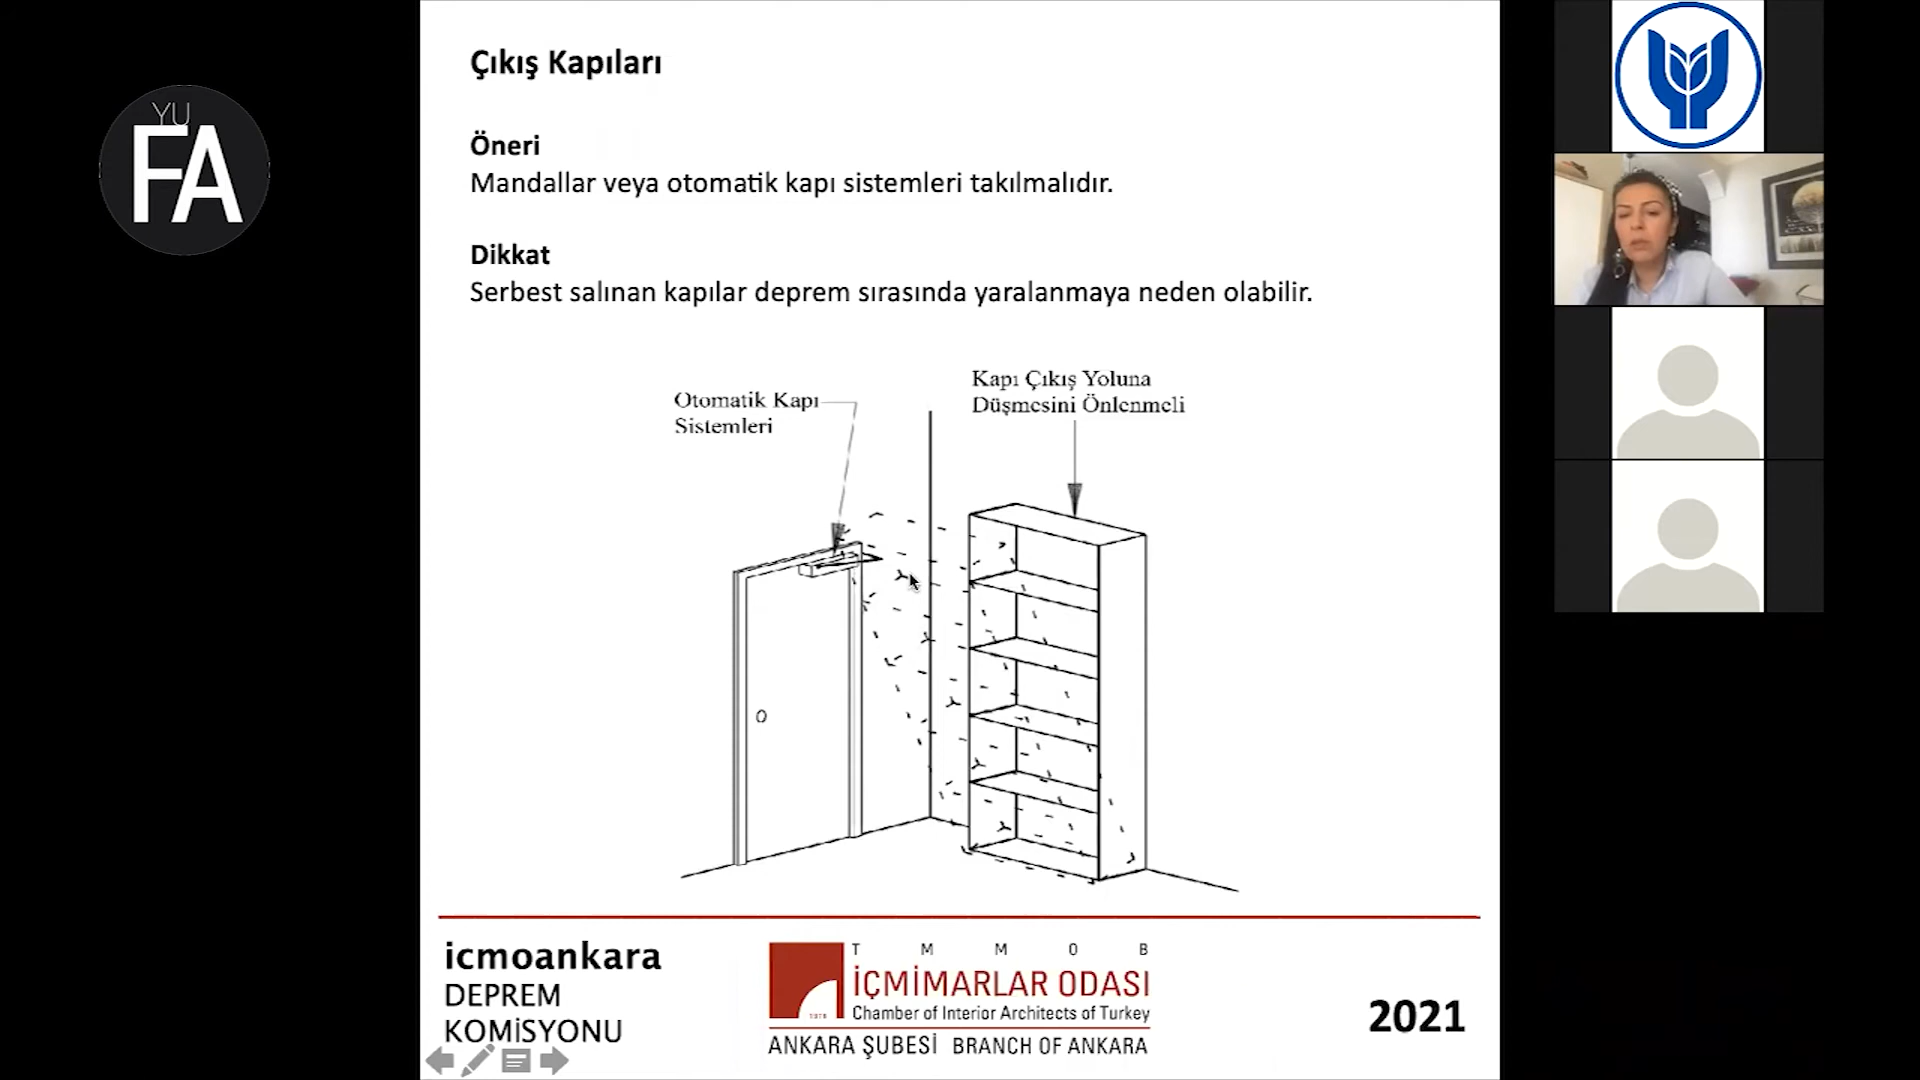 YU
FA
Çıkış Kapıları
Öneri
Mandallar veya otomatik kapı sistemleri takılmalıdır.
Dikkat
Serbest salınan kapılar deprem sırasında yaralanmaya neden olabilir.
Otomatik Kapı
Sistemleri
Kapı Çıkış Yoluna
Düşmesini Önlenmeli
icmoankara
DEPREM
KOMİSYONU
T M M O B
İÇMİMARLAR ODASI
1976
Chamber of Interior Architects of Turkey
ANKARA ŞUBESİ BRANCH OF ANKARA
2021